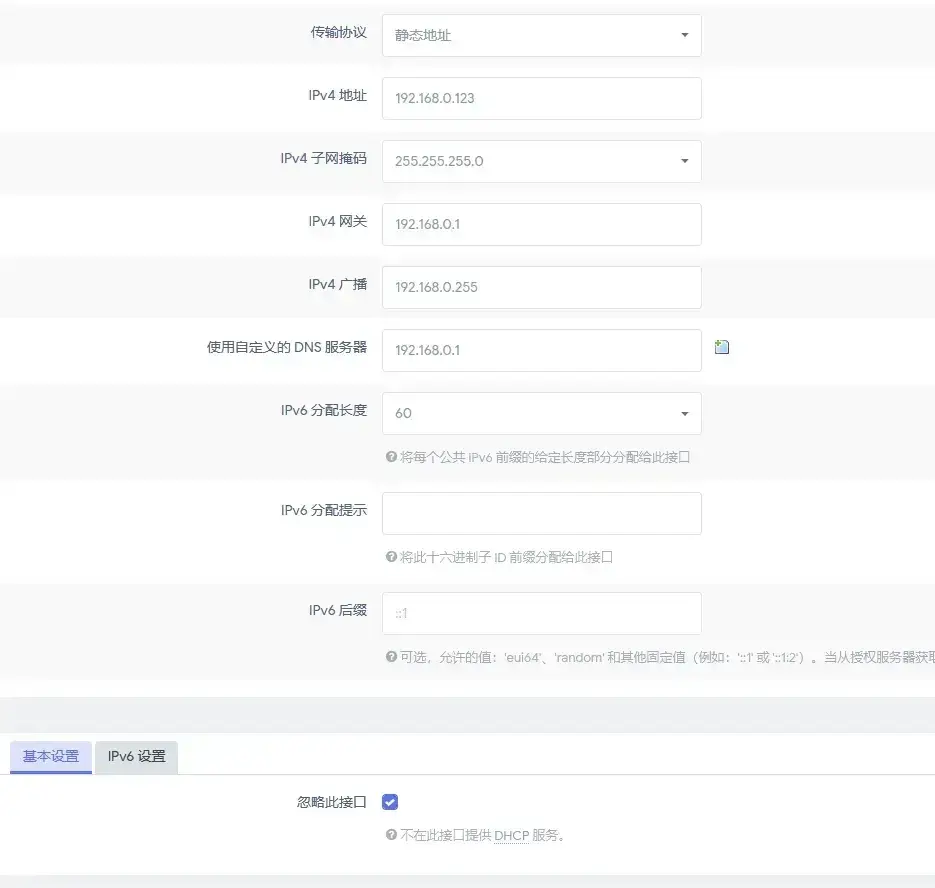 传输协议 静态地址
IPv4 地址 192.168.0.123
IPv4 子网掩码 255.255.255.0
IPv4 网关 192.168.0.1
IPv4 广播 192.168.0.255
使用自定义的 DNS 服务器 192.168.0.1
IPv6 分配长度 60
将每个公共 IPv6 前缀的给定长度部分分配给此接口
IPv6 分配提示
将此十六进制子 ID 前缀分配给此接口
IPv6 后缀 ::1
可选，允许的值：'eui64'、'random' 和其他固定值（例如：'::1' 或 '::1:2'）。当从授权服务器获取
基本设置 IPv6 设置
忽略此接口
不在此接口提供 DHCP 服务。